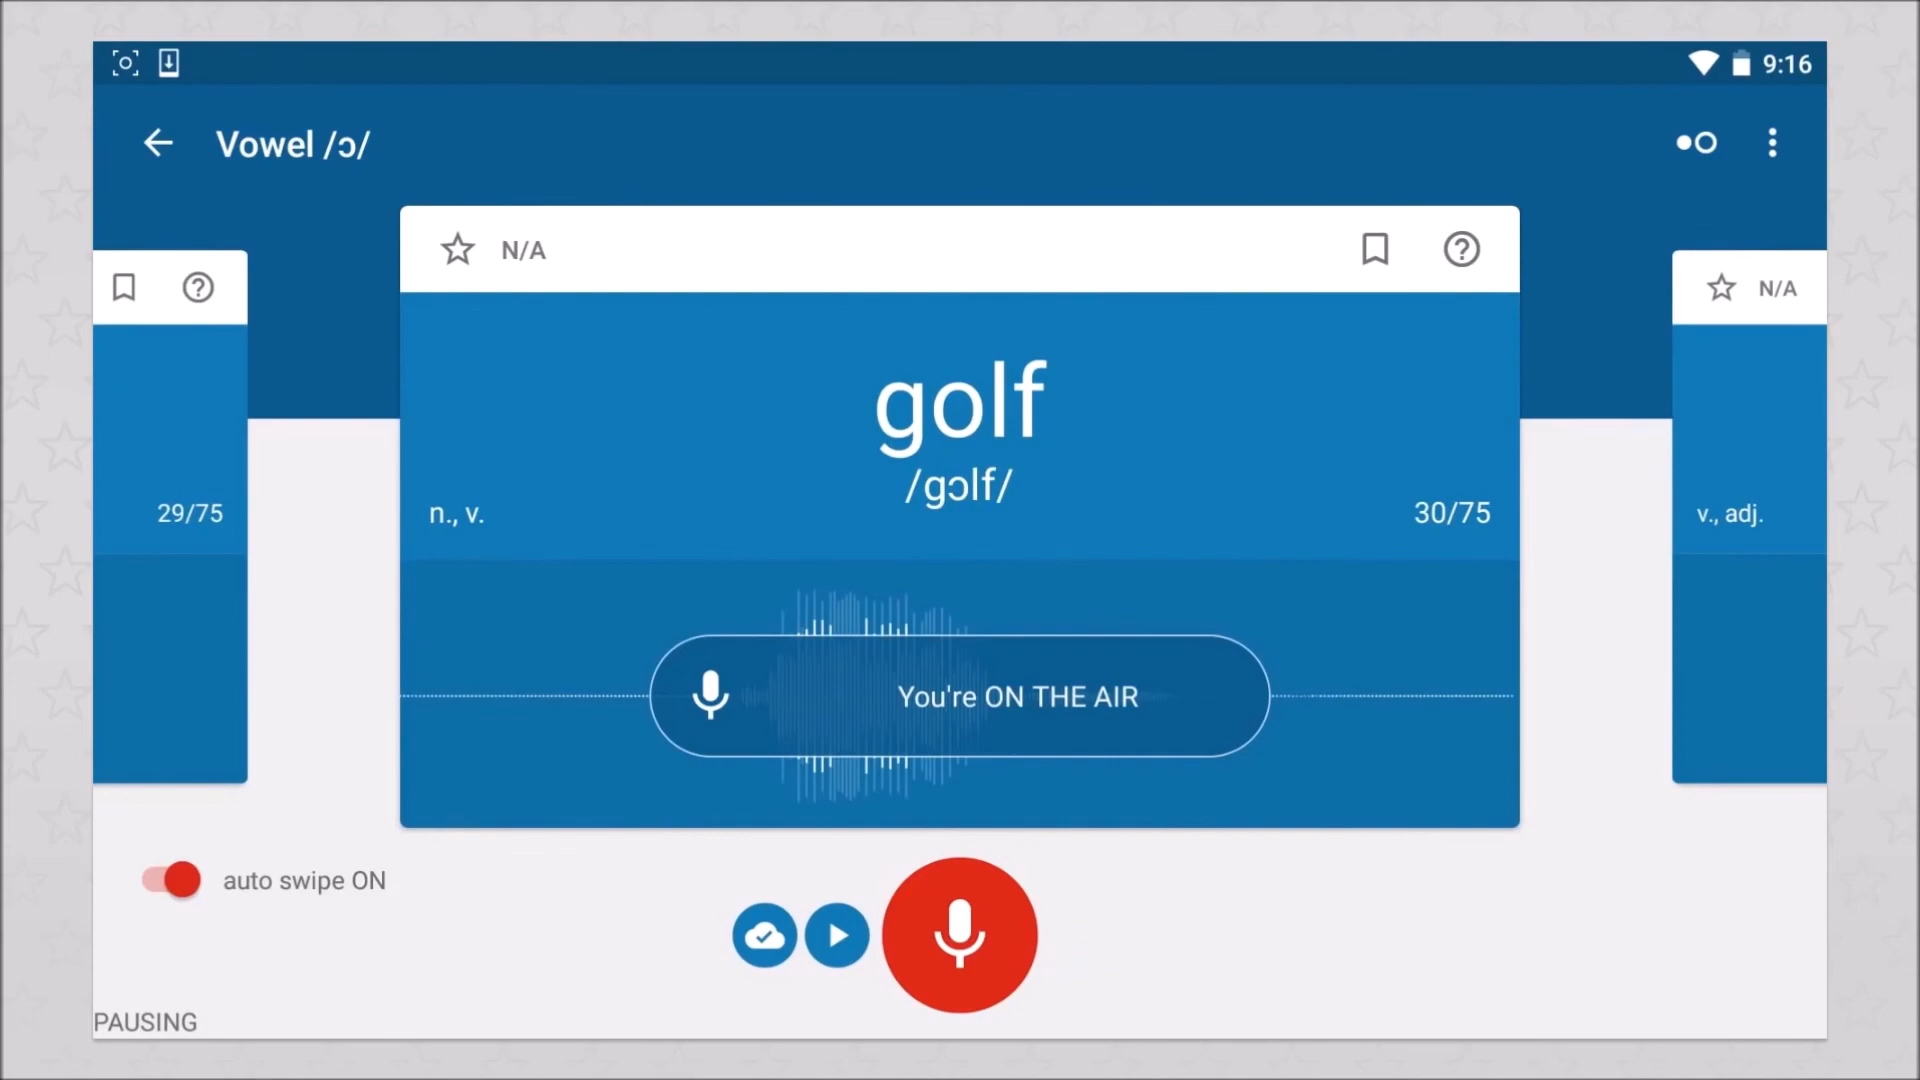 9:16
Vowel /ɔ/
N/A
N/A
golf
/gɔlf/
29/75
n., v.
30/75
v., adj.
You're ON THE AIR
auto swipe ON
PAUSING